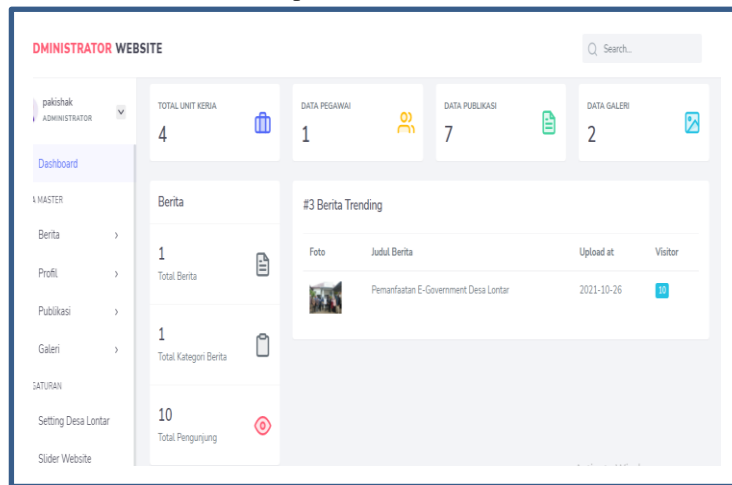 DMINISTRATOR WEBSITE
Search...
pakishak
ADMINISTRATOR
Dashboard
MASTER
Berita
Profil
Publikasi
Galeri
Setting Desa Lontar
Slider Website
TOTAL UNIT KERJA
4
DATA PEGAWAI
1
DATA PUBLIKASI
7
DATA GALERI
2
Berita
1
Total Berita
1
Total Kategori Berita
10
Total Pengunjung
#3 Berita Trending
Foto Judul Berita Upload at Visitor
Pemanfaatan E-Government Desa Lontar 2021-10-26 10